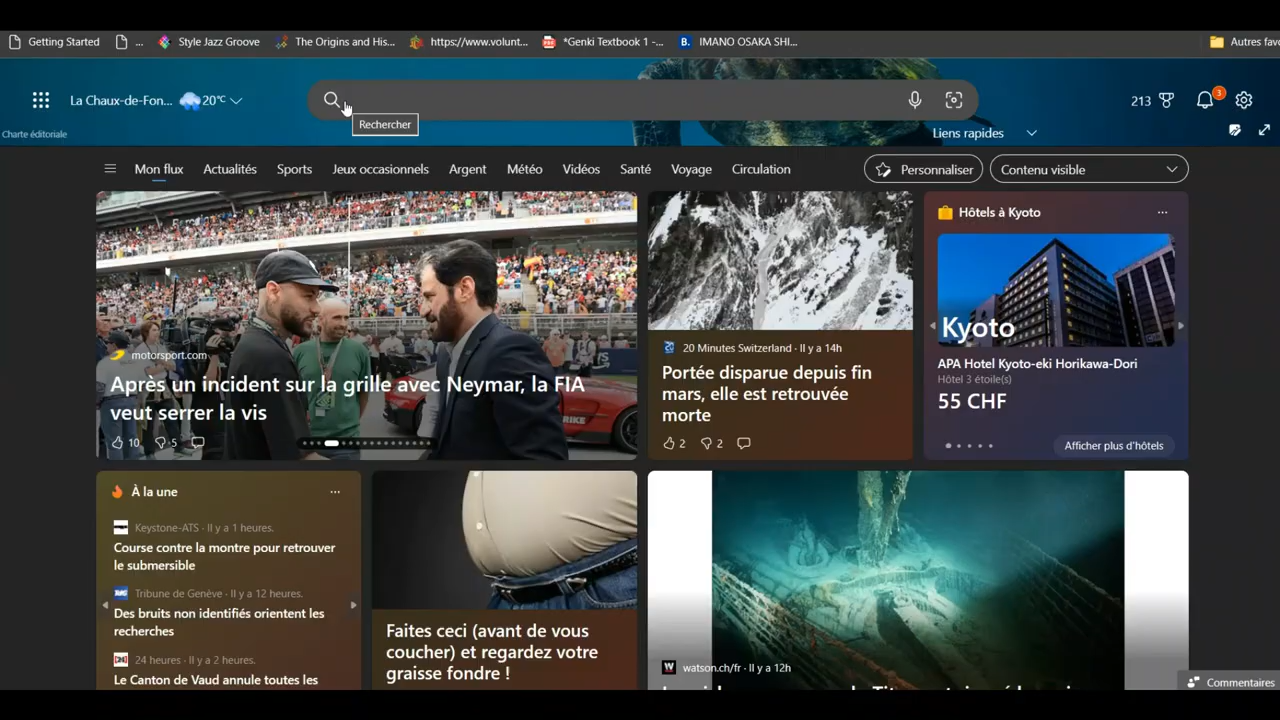 Getting Started
...
Style Jazz Groove
The Origins and His...
https://www.volunt...
*Genki Textbook 1 -...
IMANO OSAKA SHI...
Autres favo
La Chaux-de-Fon... 20°C
Rechercher
213
3
Charte éditoriale
Liens rapides
Mon flux
Actualités
Sports
Jeux occasionnels
Argent
Météo
Vidéos
Santé
Voyage
Circulation
Personnaliser
Contenu visible
motorsport.com
Après un incident sur la grille avec Neymar, la FIA
veut serrer la vis
10
5
20 Minutes Switzerland · Il y a 14h
Portée disparue depuis fin
mars, elle est retrouvée
morte
2
2
Hôtels à Kyoto
Kyoto
APA Hotel Kyoto-eki Horikawa-Dori
Hôtel 3 étoile(s)
55 CHF
Afficher plus d'hôtels
À la une
Keystone-ATS · Il y a 1 heures.
Course contre la montre pour retrouver
le submersible
Tribune de Genève · Il y a 12 heures.
Des bruits non identifiés orientent les
recherches
24 heures · Il y a 2 heures.
Le Canton de Vaud annule toutes les
Faites ceci (avant de vous
coucher) et regardez votre
graisse fondre !
watson.ch/fr · Il y a 12h
Commentaires